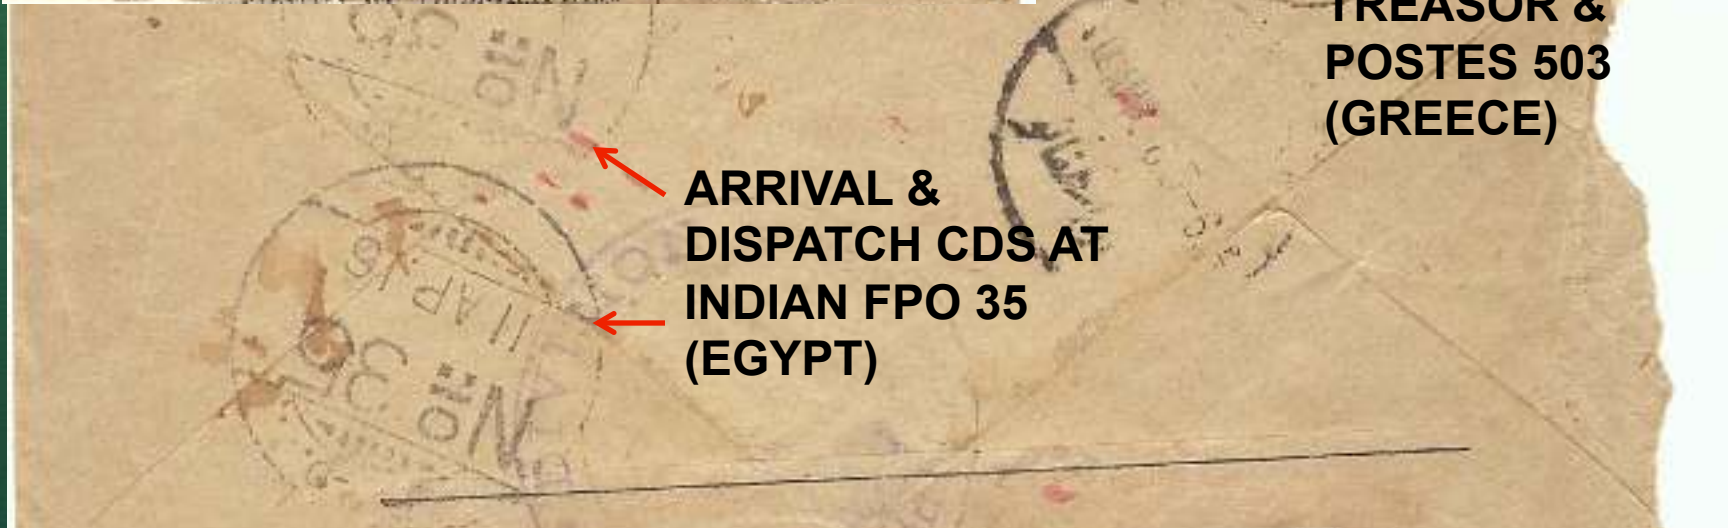 TREASOR &
POSTES 503
(GREECE)
ARRIVAL &
DISPATCH CDS AT
INDIAN FPO 35
(EGYPT)
No 35
11 AP. 16
No 35